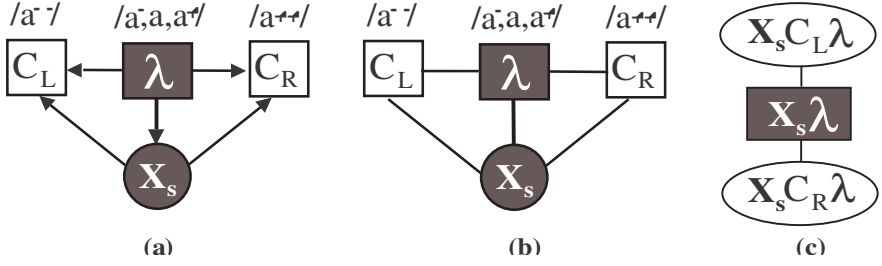 /a- -/ /a-,a,a+/ /a++/ /a- -/ /a-,a,a+/ /a++/
C_L λ C_R C_L λ C_R X_sC_Lλ
X_sλ
X_s X_s X_sC_Rλ
(a) (b) (c)